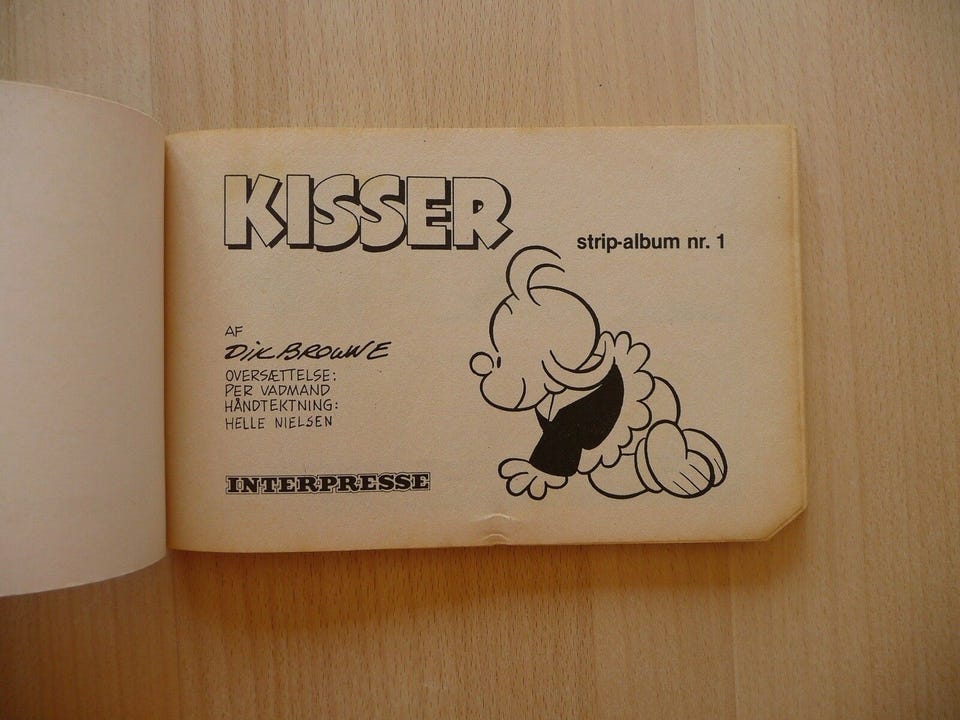 KISSER
strip-album nr. 1
AF
DIK BROWNE
OVERSÆTTELSE:
PER VADMAND
HÅNDTEKTNING:
HELLE NIELSEN
INTERPRESSE